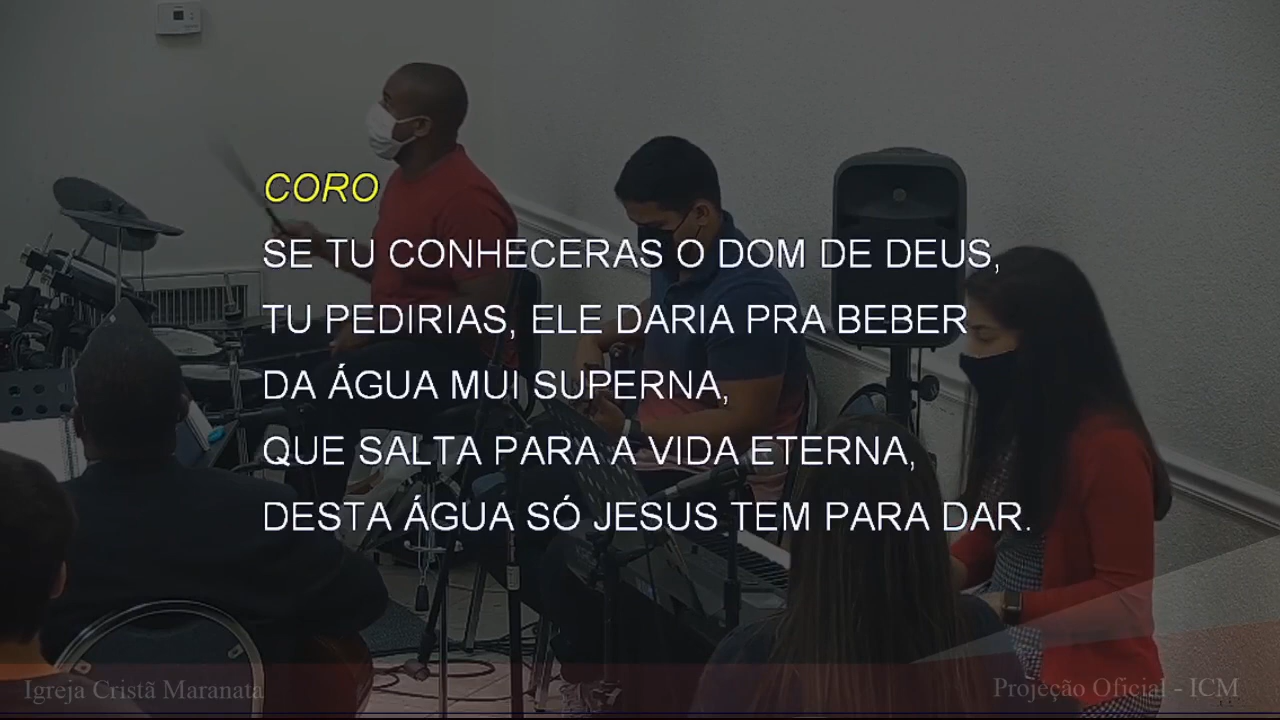 CORO
SE TU CONHECERAS O DOM DE DEUS,
TU PEDIRIAS, ELE DARIA PRA BEBER
DA ÁGUA MUI SUPERNA,
QUE SALTA PARA A VIDA ETERNA,
DESTA ÁGUA SÓ JESUS TEM PARA DAR.
Igreja Cristã Maranata
Projeção Oficial - ICM